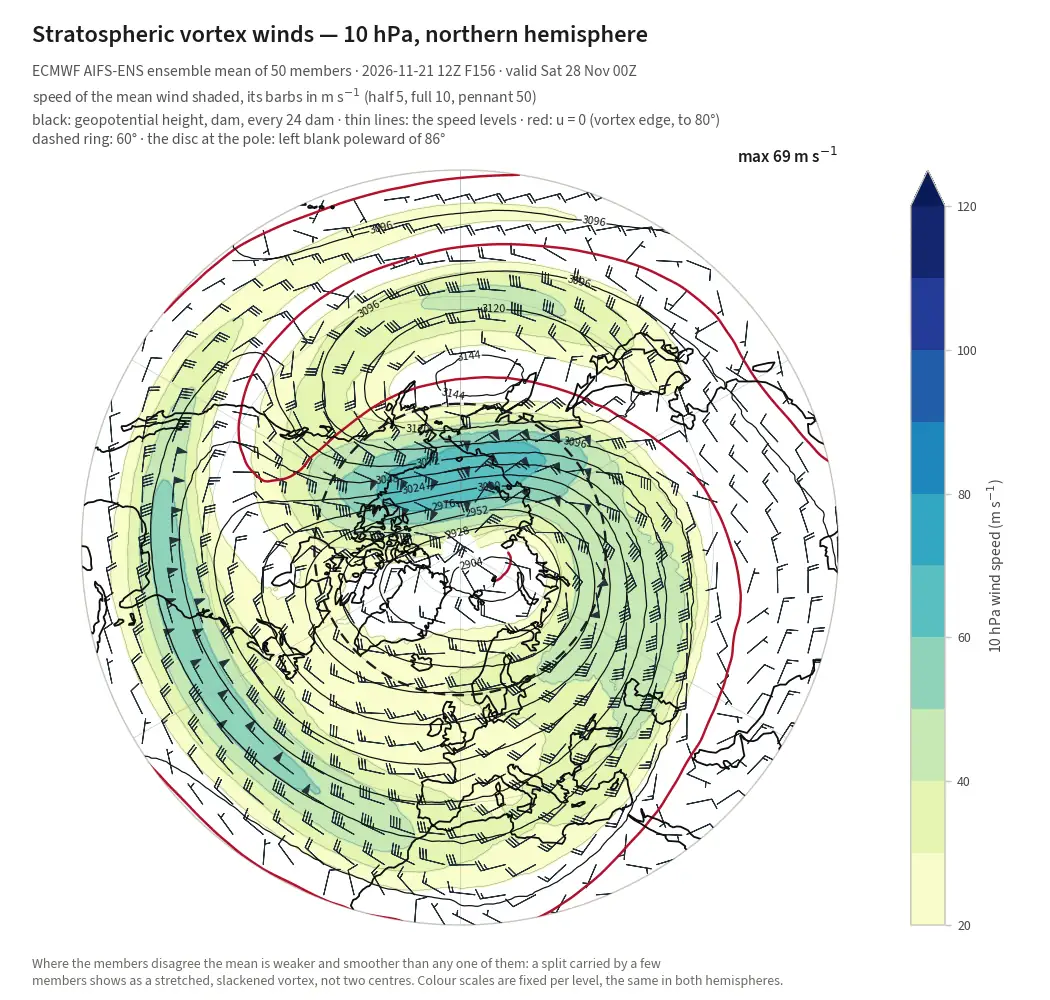 Stratospheric vortex winds — 10 hPa, northern hemisphere
ECMWF AIFS-ENS ensemble mean of 50 members · 2026-11-21 12Z F156 · valid Sat 28 Nov 00Z
speed of the mean wind shaded, its barbs in m s⁻¹ (half 5, full 10, pennant 50)
black: geopotential height, dam, every 24 dam · thin lines: the speed levels · red: u = 0 (vortex edge, to 80°)
dashed ring: 60° · the disc at the pole: left blank poleward of 86°
max 69 m s⁻¹
120
100
80
60
40
20
10 hPa wind speed (m s⁻¹)
3096
3096
3096
3096
3120
3144
3144
3096
3024
2976
2952
2928
2904
Where the members disagree the mean is weaker and smoother than any one of them: a split carried by a few
members shows as a stretched, slackened vortex, not two centres. Colour scales are fixed per level, the same in both hemispheres.